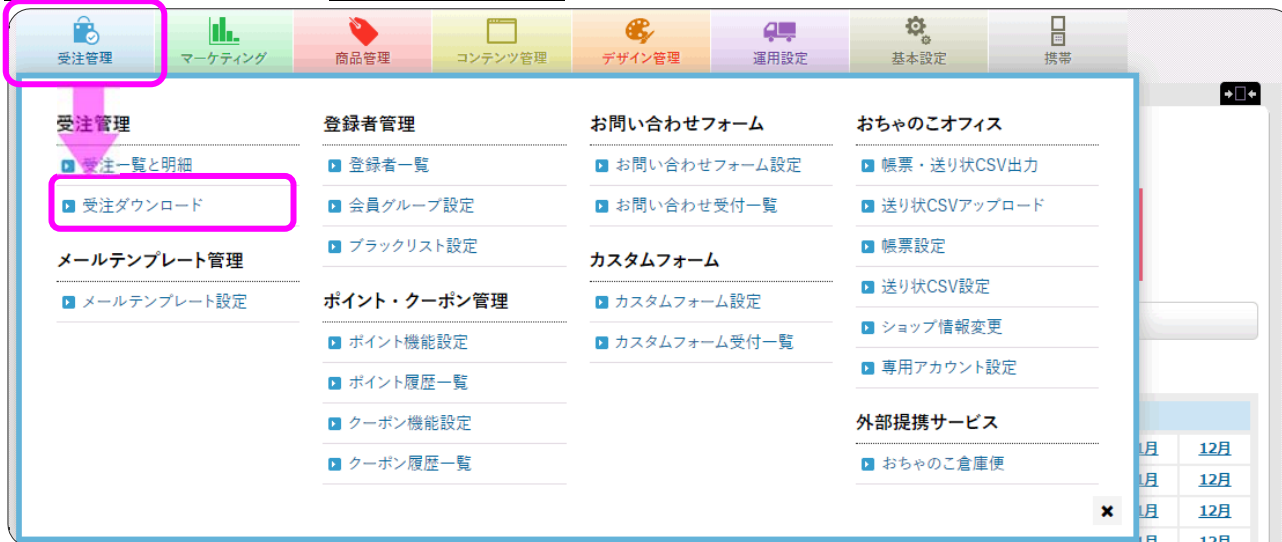 受注管理
マーケティング
商品管理
コンテンツ管理
デザイン管理
運用設定
基本設定
携帯
受注管理
受注一覧と明細
受注ダウンロード
メールテンプレート管理
メールテンプレート設定
登録者管理
登録者一覧
会員グループ設定
ブラックリスト設定
ポイント・クーポン管理
ポイント機能設定
ポイント履歴一覧
クーポン機能設定
クーポン履歴一覧
お問い合わせフォーム
お問い合わせフォーム設定
お問い合わせ受付一覧
カスタムフォーム
カスタムフォーム設定
カスタムフォーム受付一覧
おちゃのこオフィス
帳票・送り状CSV出力
送り状CSVアップロード
帳票設定
送り状CSV設定
ショップ情報変更
専用アカウント設定
外部提携サービス
おちゃのこ倉庫便
月 12月
月 12月
月 12月